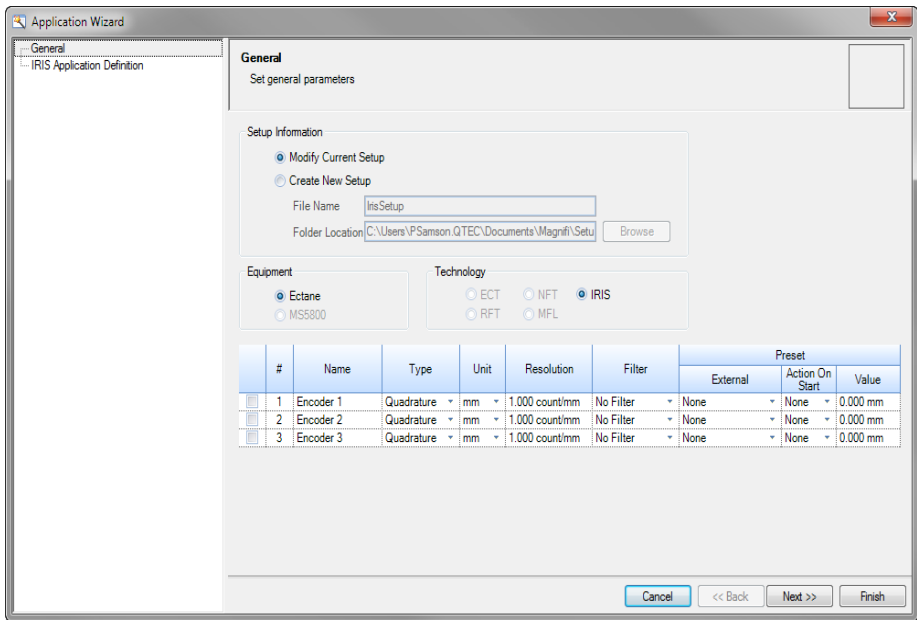 Application Wizard
General
IRIS Application Definition
General
Set general parameters
Setup Information
Modify Current Setup
Create New Setup
File Name IrisSetup
Folder Location C:\Users\PSamson.QTEC\Documents\Magnifi\Setu Browse
Equipment
Ectane
MS5800
Technology
ECT NFT IRIS
RFT MFL
Preset
# Name Type Unit Resolution Filter External Action On Start Value
1 Encoder 1 Quadrature mm 1.000 count/mm No Filter None None 0.000 mm
2 Encoder 2 Quadrature mm 1.000 count/mm No Filter None None 0.000 mm
3 Encoder 3 Quadrature mm 1.000 count/mm No Filter None None 0.000 mm
Cancel << Back Next >> Finish